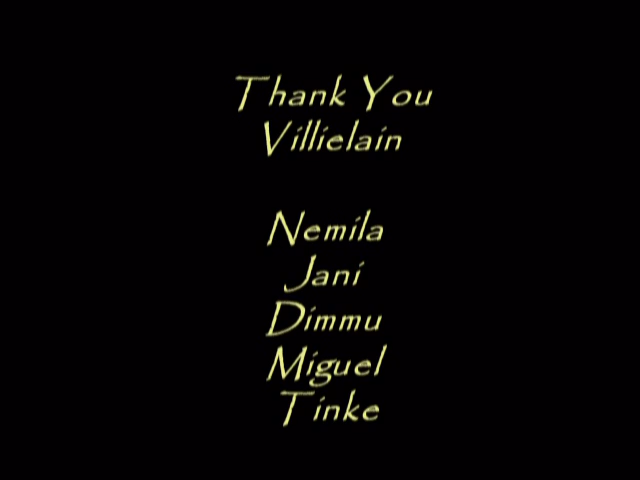 Thank You
Villielain
Nemila
Jani
Dimmu
Miguel
Tinke